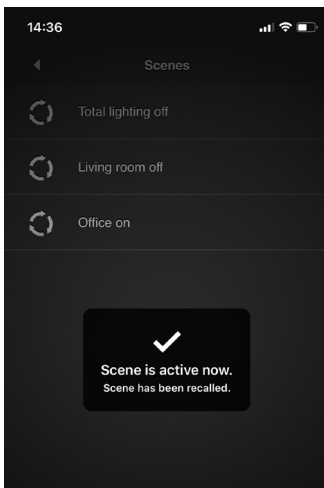 14:36
Scenes
Total lighting off
Living room off
Office on
Scene is active now.
Scene has been recalled.